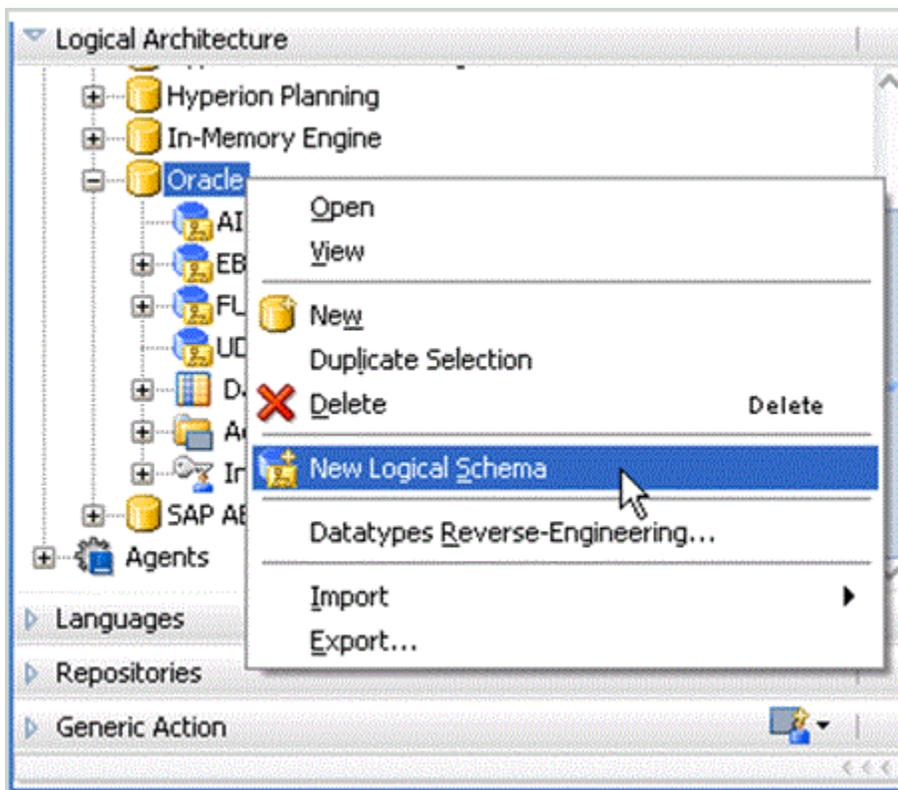 Logical Architecture
Hyperion Planning
In-Memory Engine
Oracle
Open
View
New
Duplicate Selection
Delete Delete
New Logical Schema
Datatypes Reverse-Engineering...
Import
Export...
SAP
Agents
Languages
Repositories
Generic Action